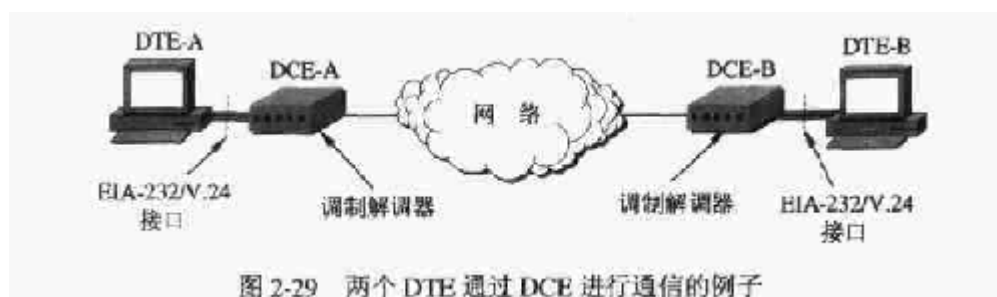 DTE-A
DTE-B
DCE-A
DCE-B
网 络
EIA-232/V.24
接口
调制解调器
调制解调器
EIA-232/V.24
接口
图 2-29 两个 DTE 通过 DCE 进行通信的例子